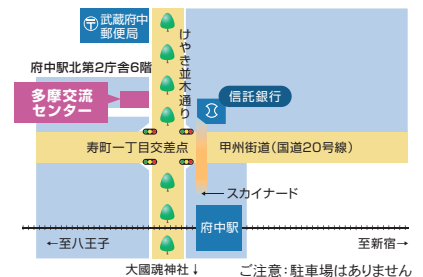 〒
武蔵府中
郵便局
けやき並木通り
府中駅北第2庁舎6階
多摩交流
センター
信託銀行
寿町一丁目交差点
甲州街道(国道20号線)
←スカイナード
府中駅
←至八王子
至新宿→
大國魂神社↓
ご注意:駐車場はありません